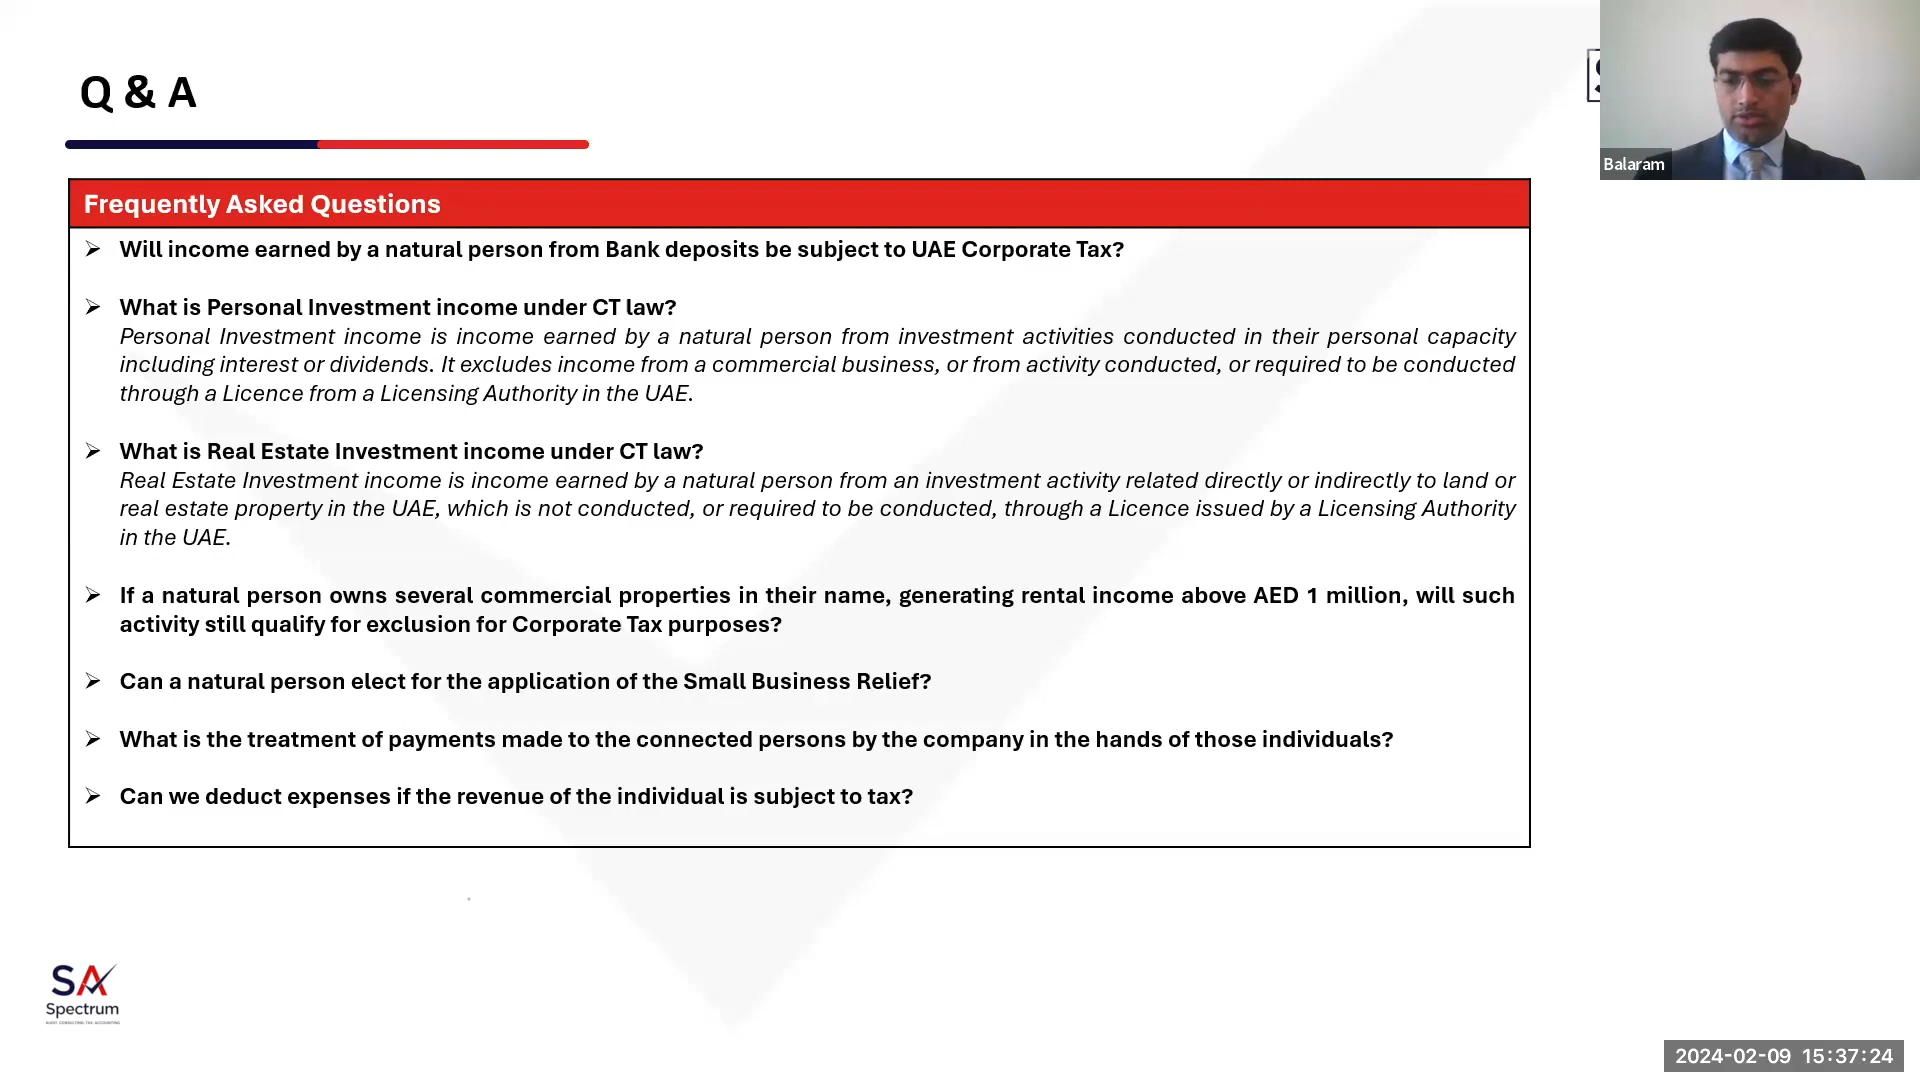 Q & A
Balaram
Frequently Asked Questions
➢ Will income earned by a natural person from Bank deposits be subject to UAE Corporate Tax?
➢ What is Personal Investment income under CT law?
Personal Investment income is income earned by a natural person from investment activities conducted in their personal capacity
including interest or dividends. It excludes income from a commercial business, or from activity conducted, or required to be conducted
through a Licence from a Licensing Authority in the UAE.
➢ What is Real Estate Investment income under CT law?
Real Estate Investment income is income earned by a natural person from an investment activity related directly or indirectly to land or
real estate property in the UAE, which is not conducted, or required to be conducted, through a Licence issued by a Licensing Authority
in the UAE.
➢ If a natural person owns several commercial properties in their name, generating rental income above AED 1 million, will such
activity still qualify for exclusion for Corporate Tax purposes?
➢ Can a natural person elect for the application of the Small Business Relief?
➢ What is the treatment of payments made to the connected persons by the company in the hands of those individuals?
➢ Can we deduct expenses if the revenue of the individual is subject to tax?
SA
Spectrum
2024-02-09 15:37:24